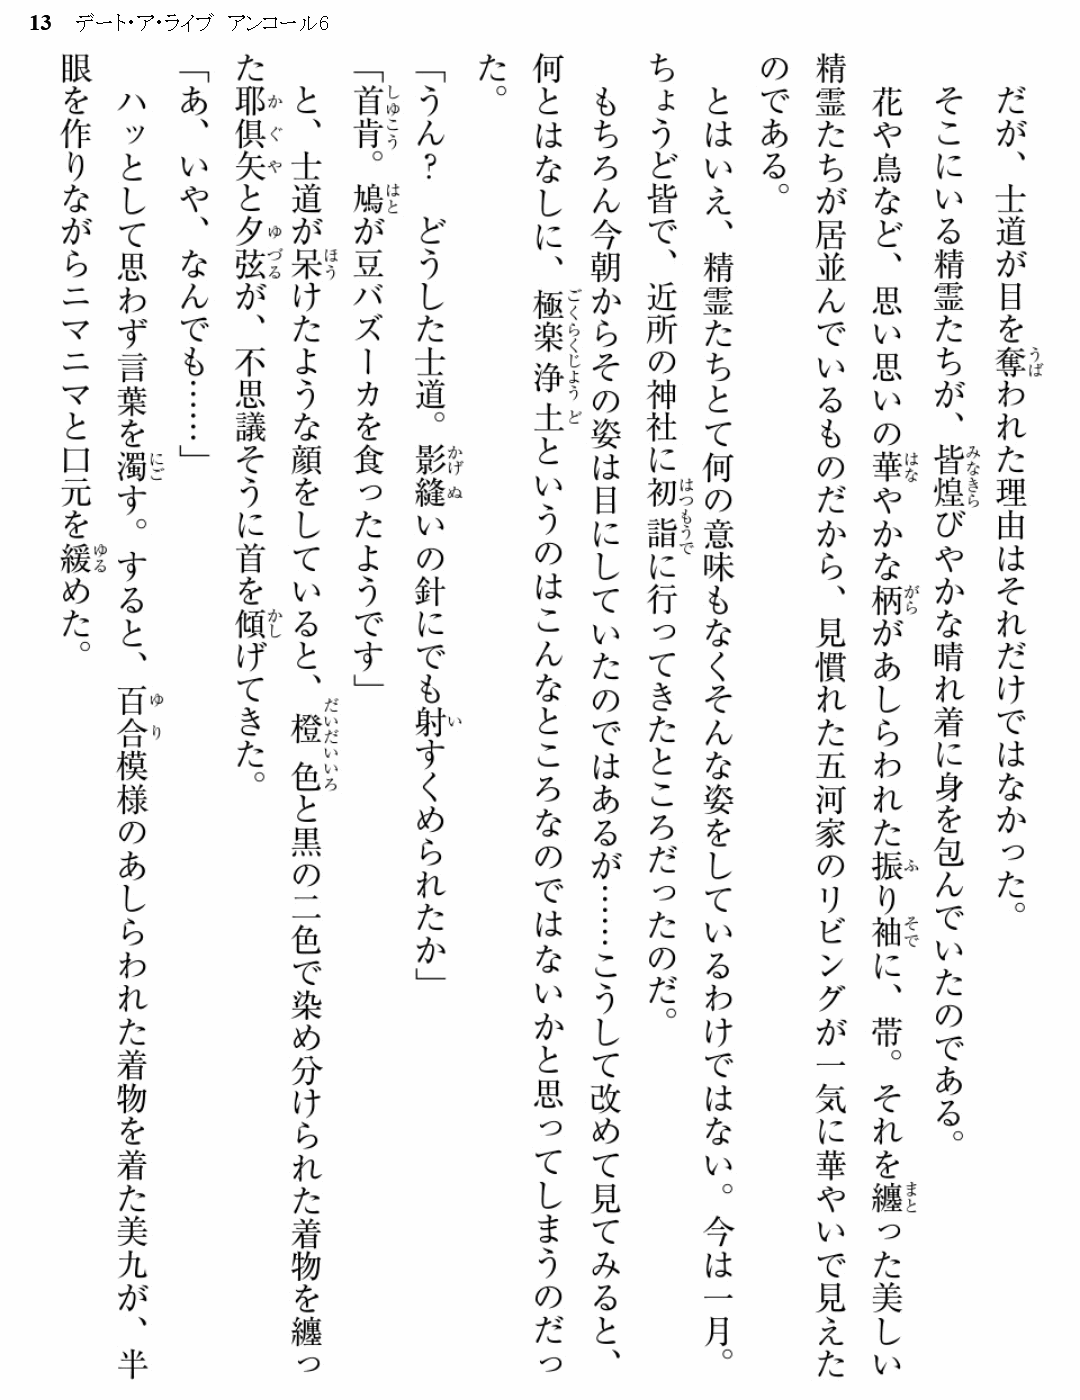 13 デート・ア・ライブ アンコール6
だが、士道が目を奪われた理由はそれだけではなかった。
そこにいる精霊たちが、皆煌びやかな晴れ着に身を包んでいたのである。
花や鳥など、思い思いの華やかな柄があしらわれた振り袖に、帯。それを纏った美しい
精霊たちが居並んでいるものだから、見慣れた五河家のリビングが一気に華やいで見えた
のである。
とはいえ、精霊たちとて何の意味もなくそんな姿をしているわけではない。今は一月。
ちょうど皆で、近所の神社に初詣に行ってきたところだったのだ。
もちろん今朝からその姿は目にしていたのではあるが……こうして改めて見てみると、
何とはなしに、極楽浄土というのはこんなところなのではないかと思ってしまうのだっ
た。
「うん？　どうした士道。影縫いの針にでも射すくめられたか」
「首肯。鳩が豆バズーカを食ったようです」
と、士道が呆けたような顔をしていると、橙色と黒の二色で染め分けられた着物を纏っ
た耶倶矢と夕弦が、不思議そうに首を傾げてきた。
「あ、いや、なんでも……」
ハッとして思わず言葉を濁す。すると、百合模様のあしらわれた着物を着た美九が、半
眼を作りながらニマニマと口元を緩めた。